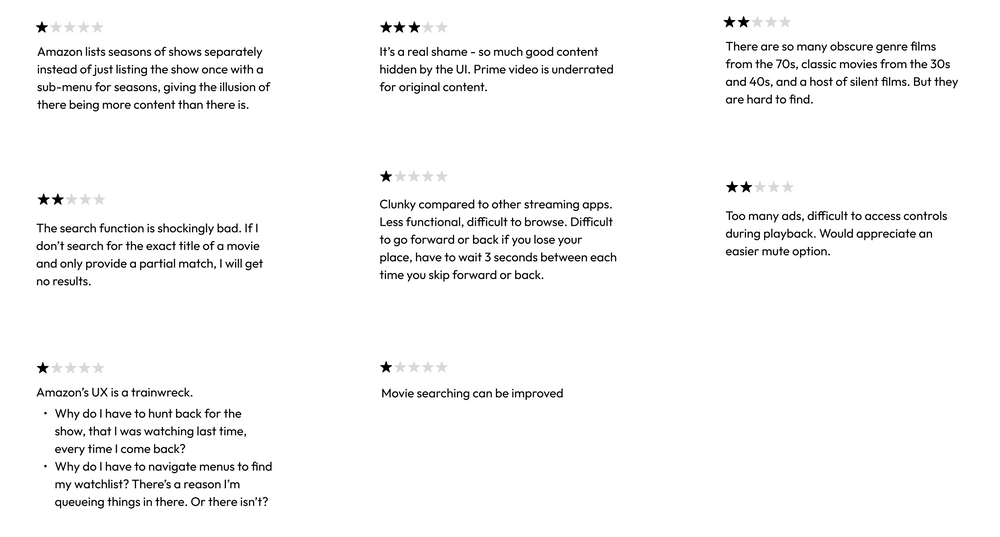 Amazon lists seasons of shows separately
instead of just listing the show once with a
sub-menu for seasons, giving the illusion of
there being more content than there is.
It's a real shame - so much good content
hidden by the UI. Prime video is underrated
for original content.
There are so many obscure genre films
from the 70s, classic movies from the 30s
and 40s, and a host of silent films. But they
are hard to find.
The search function is shockingly bad. If I
don't search for the exact title of a movie
and only provide a partial match, I will get
no results.
Clunky compared to other streaming apps.
Less functional, difficult to browse. Difficult
to go forward or back if you lose your
place, have to wait 3 seconds between each
time you skip forward or back.
Too many ads, difficult to access controls
during playback. Would appreciate an
easier mute option.
Amazon's UX is a trainwreck.
• Why do I have to hunt back for the
show, that I was watching last time,
every time I come back?
• Why do I have to navigate menus to find
my watchlist? There's a reason I'm
queueing things in there. Or there isn't?
Movie searching can be improved